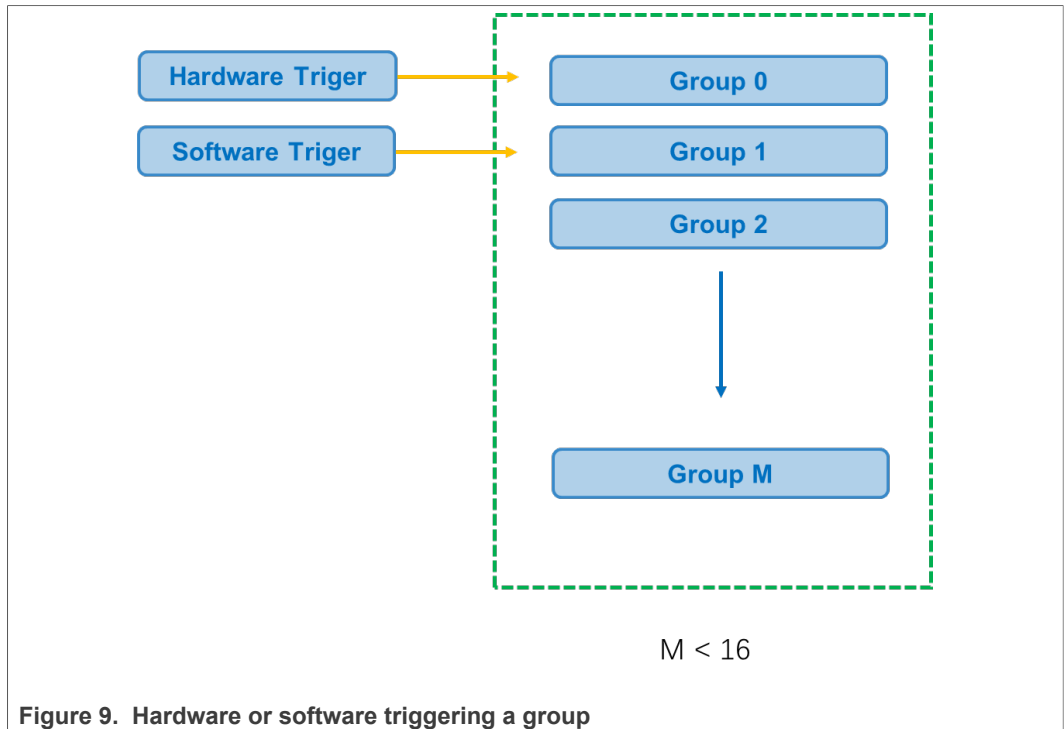 Hardware Triger
Group 0
Software Triger
Group 1
Group 2
Group M
M < 16
Figure 9. Hardware or software triggering a group